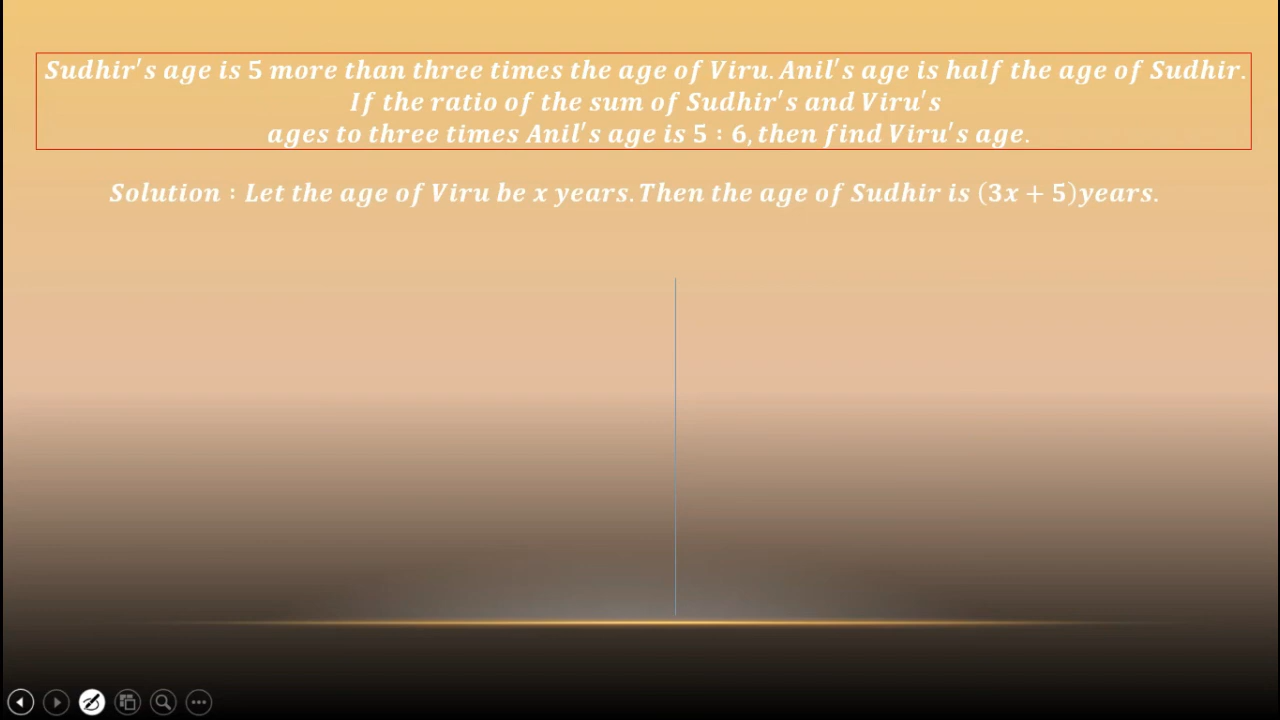 Sudhir's age is 5 more than three times the age of Viru. Anil's age is half the age of Sudhir.
If the ratio of the sum of Sudhir's and Viru's
ages to three times Anil's age is 5 : 6, then find Viru's age.
Solution : Let the age of Viru be x years. Then the age of Sudhir is (3x + 5)years.